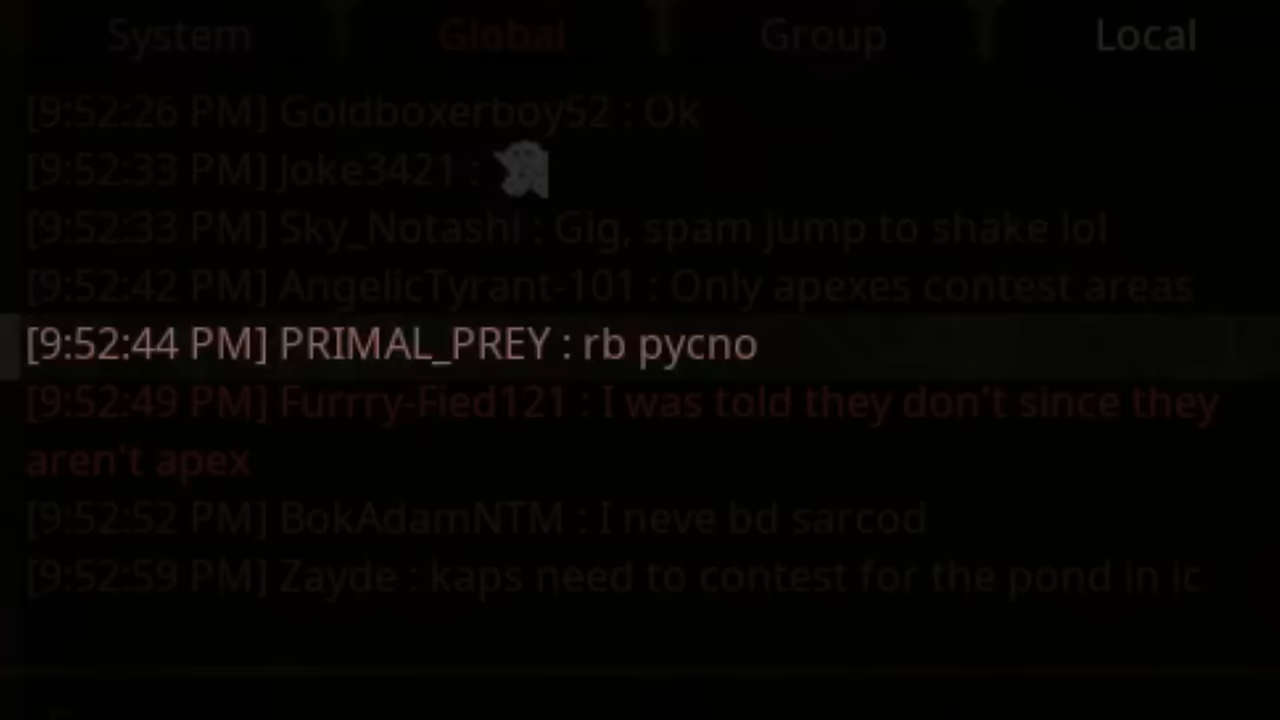 System Global Group Local
[9:52:26 PM] Goldboxerboy52 : Ok
[9:52:33 PM] Joke3421 :
[9:52:33 PM] Sky_Notashi : Gig, spam jump to shake lol
[9:52:42 PM] AngelicTyrant-101 : Only apexes contest areas
[9:52:44 PM] PRIMAL_PREY : rb pycno
[9:52:49 PM] Furrry-Fied121 : I was told they don't since they
aren't apex
[9:52:52 PM] BokAdamNTM : I neve bd sarcod
[9:52:59 PM] Zayde : kaps need to contest for the pond in ic